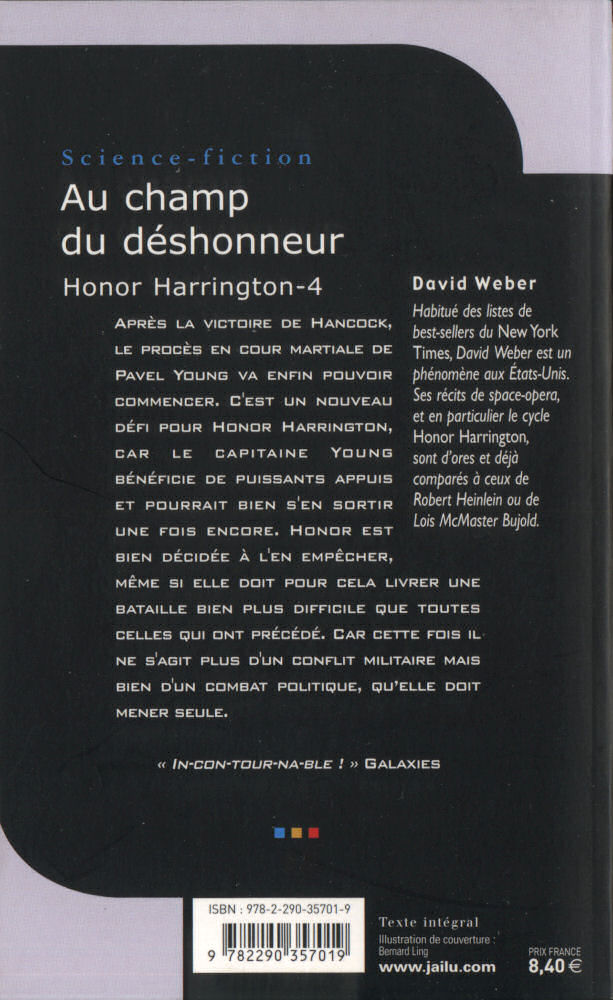 Science-fiction
Au champ
du déshonneur
Honor Harrington-4
APRÈS LA VICTOIRE DE HANCOCK,
LE PROCÈS EN COUR MARTIALE DE
PAVEL YOUNG VA ENFIN POUVOIR
COMMENCER. C'EST UN NOUVEAU
DÉFI POUR HONOR HARRINGTON,
CAR LE CAPITAINE YOUNG
BÉNÉFICIE DE PUISSANTS APPUIS
ET POURRAIT BIEN S'EN SORTIR
UNE FOIS ENCORE. HONOR EST
BIEN DÉCIDÉE À L'EN EMPÊCHER,
MÊME SI ELLE DOIT POUR CELA LIVRER UNE
BATAILLE BIEN PLUS DIFFICILE QUE TOUTES
CELLES QUI ONT PRÉCÉDÉ. CAR CETTE FOIS IL
NE S'AGIT PLUS D'UN CONFLIT MILITAIRE MAIS
BIEN D'UN COMBAT POLITIQUE, QU'ELLE DOIT
MENER SEULE.
« IN-CON-TOUR-NA-BLE ! » GALAXIES
David Weber
Habitué des listes de
best-sellers du New York
Times, David Weber est un
phénomène aux États-Unis.
Ses récits de space-opera,
et en particulier le cycle
Honor Harrington,
sont d'ores et déjà
comparés à ceux de
Robert Heinlein ou de
Lois McMaster Bujold.
ISBN : 978-2-290-35701-9
9 782290 357019
Texte intégral
Illustration de couverture :
Bernard Ling
www.jailu.com
PRIX FRANCE
8,40 €